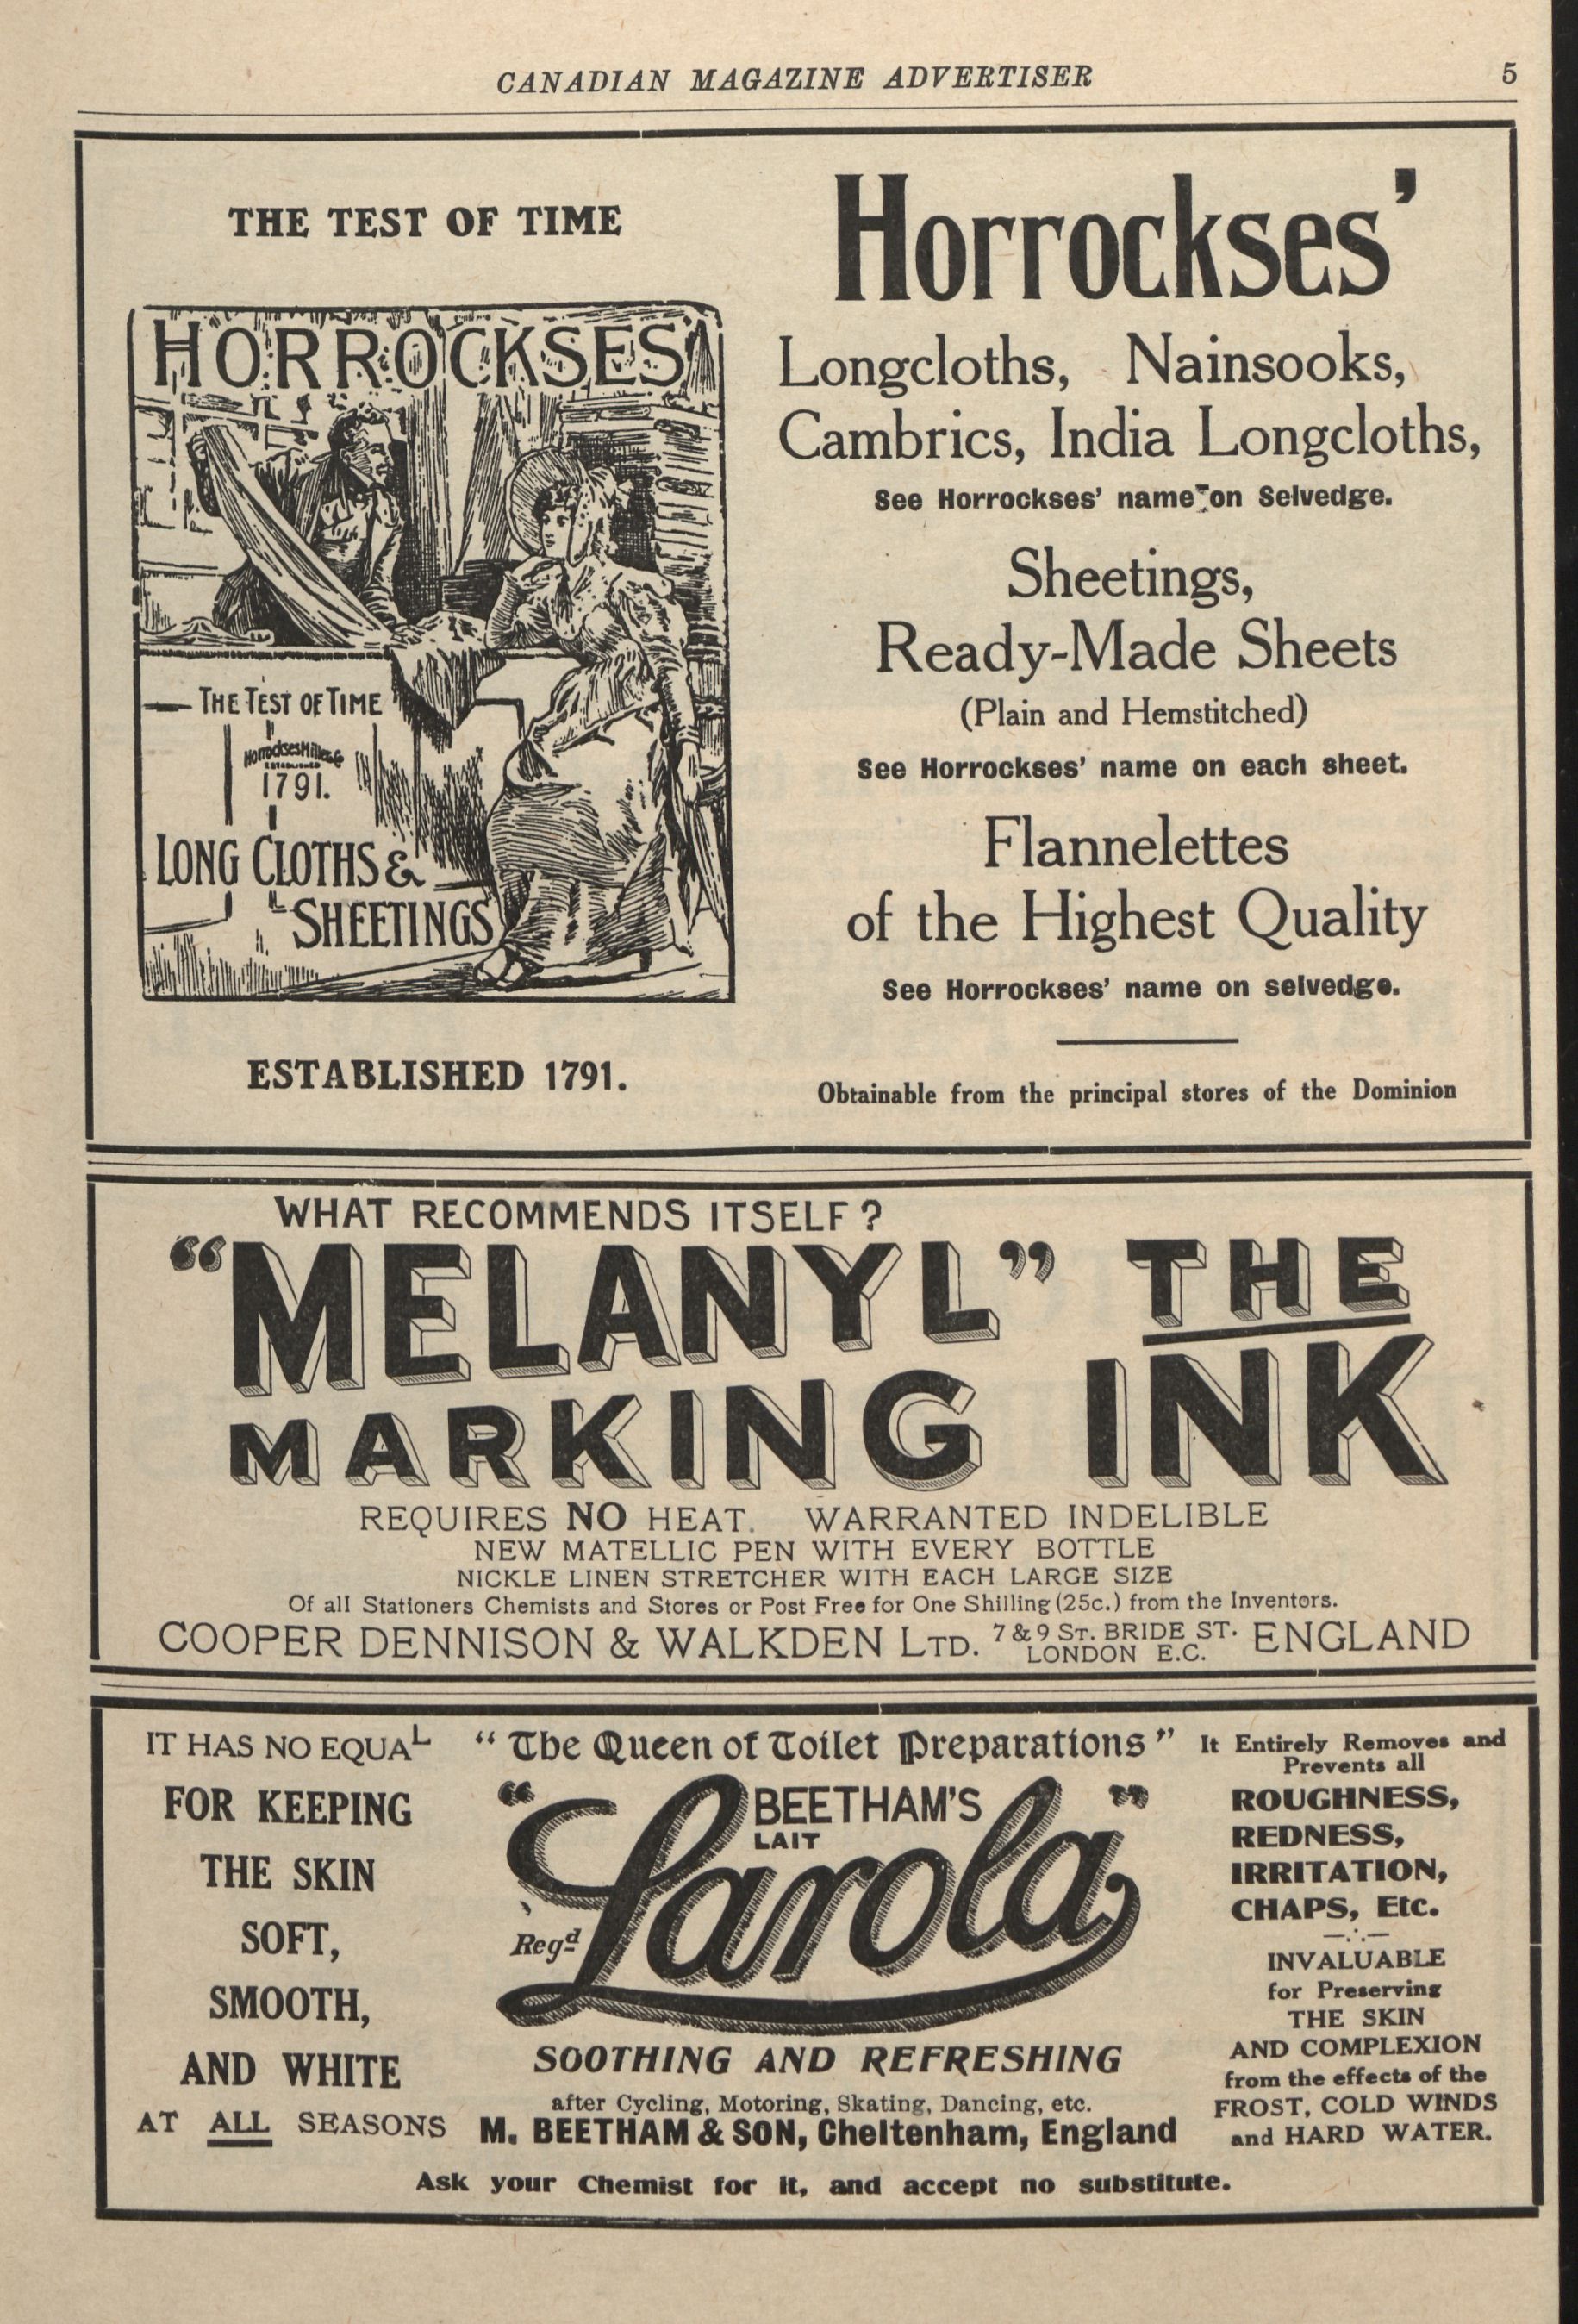 CANADIAN MAGAZINE ADVERTISER
5
THE TEST OF TIME
HORROCKSES'
THE TEST OF TIME
Horrockses Miller & Co
ESTABLISHED
1791.
LONG CLOTHS &
SHEETINGS
ESTABLISHED 1791.
Horrockses'
Longcloths, Nainsooks,
Cambrics, India Longcloths,
See Horrockses' name on Selvedge.
Sheetings,
Ready-Made Sheets
(Plain and Hemstitched)
See Horrockses' name on each sheet.
Flannelettes
of the Highest Quality
See Horrockses' name on selvedge.
Obtainable from the principal stores of the Dominion
WHAT RECOMMENDS ITSELF?
"MELANYL" THE
MARKING INK
REQUIRES NO HEAT. WARRANTED INDELIBLE
NEW MATELLIC PEN WITH EVERY BOTTLE
NICKLE LINEN STRETCHER WITH EACH LARGE SIZE
Of all Stationers Chemists and Stores or Post Free for One Shilling (25c.) from the Inventors.
COOPER DENNISON & WALKDEN LTD. 7 & 9 ST. BRIDE ST. LONDON E.C. ENGLAND
IT HAS NO EQUAL
FOR KEEPING
THE SKIN
SOFT,
SMOOTH,
AND WHITE
AT ALL SEASONS
"The Queen of Toilet Preparations"
BEETHAM'S
LAIT
"Larola"
Regd
SOOTHING AND REFRESHING
after Cycling, Motoring, Skating, Dancing, etc.
M. BEETHAM & SON, Cheltenham, England
It Entirely Removes and
Prevents all
ROUGHNESS,
REDNESS,
IRRITATION,
CHAPS, Etc.
INVALUABLE
for Preserving
THE SKIN
AND COMPLEXION
from the effects of the
FROST, COLD WINDS
and HARD WATER.
Ask your Chemist for it, and accept no substitute.